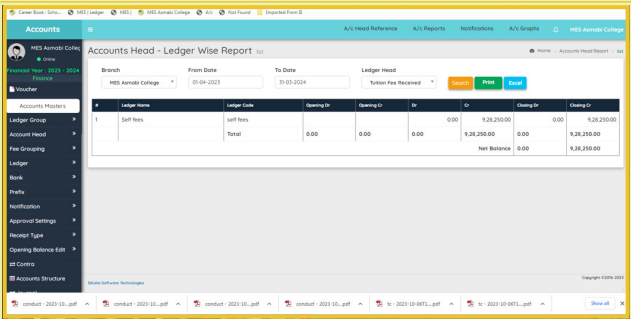 Career Book : Scho... MES | Ledger MES | MES Asmabi College A/c Not Found Imported From IE
Accounts A/c Head Reference A/c Reports Notifications A/c Graphs MES Asmabi College
MES Asmabi Colleg
Online
Accounts Head - Ledger Wise Report list
Home Accounts Head Report list
Financial Year : 2023 - 2024
Finance
Voucher
Accounts Masters
Ledger Group
Account Head
Fee Grouping
Ledger
Bank
Prefix
Notification
Approval Settings
Receipt Type
Opening Balance Edit
Contra
Accounts Structure
Branch From Date To Date Ledger Head
MES Asmabi College 01-04-2023 31-03-2024 Tuition Fee Received Search Print Excel
# Ledger Name Ledger Code Opening Dr Opening Cr Dr Cr Closing Dr Closing Cr
1 Self fees self fees 0.00 9,28,250.00 0.00 9,28,250.00
Total 0.00 0.00 0.00 9,28,250.00 0.00 9,28,250.00
Net Balance 0.00 9,28,250.00
Software Technologies Copyright ©2016-2023
conduct - 2023-10....pdf conduct - 2023-10....pdf conduct - 2023-10....pdf conduct - 2023-10....pdf tc - 2023-10-06T1....pdf tc - 2023-10-06T1....pdf Show all